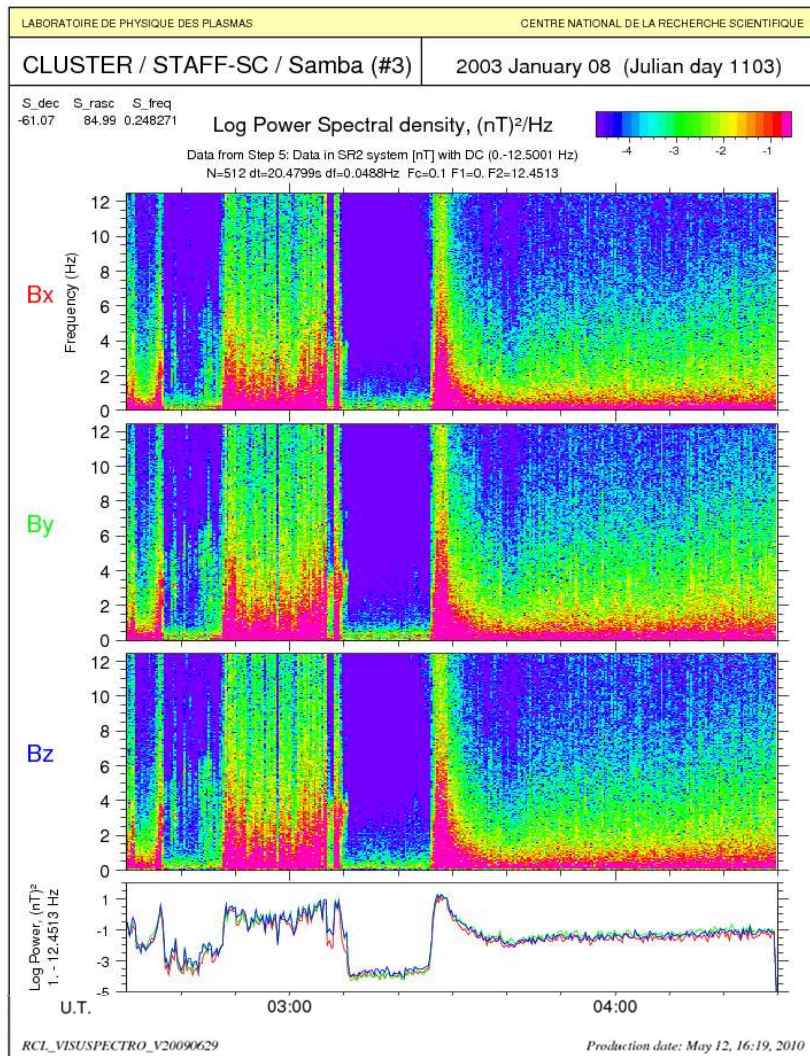 LABORATOIRE DE PHYSIQUE DES PLASMAS CENTRE NATIONAL DE LA RECHERCHE SCIENTIFIQUE
CLUSTER / STAFF-SC / Samba (#3) 2003 January 08 (Julian day 1103)
S_dec S_rasc S_freq
-61.07 84.99 0.248271
Log Power Spectral density, (nT)²/Hz
-4 -3 -2 -1
Data from Step 5: Data in SR2 system [nT] with DC (0.-12.5001 Hz)
N=512 dt=20.4799s df=0.0488Hz Fc=0.1 F1=0. F2=12.4513
Bx
Frequency (Hz)
12
10
8
6
4
2
0
By
12
10
8
6
4
2
0
Bz
12
10
8
6
4
2
0
Log Power, (nT)²
1. - 12.4513 Hz
1
-1
-3
-5
U.T. 03:00 04:00
RCL_VISUSPECTRO_V20090629 Production date: May 12, 16:19, 2010